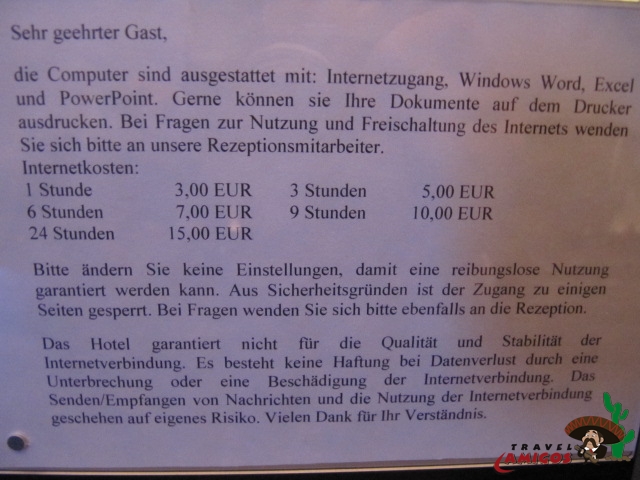 Sehr geehrter Gast,
die Computer sind ausgestattet mit: Internetzugang, Windows Word, Excel
und PowerPoint. Gerne können sie Ihre Dokumente auf dem Drucker
ausdrucken. Bei Fragen zur Nutzung und Freischaltung des Internets wenden
Sie sich bitte an unsere Rezeptionsmitarbeiter.
Internetkosten:
1 Stunde 3,00 EUR 3 Stunden 5,00 EUR
6 Stunden 7,00 EUR 9 Stunden 10,00 EUR
24 Stunden 15,00 EUR
Bitte ändern Sie keine Einstellungen, damit eine reibungslose Nutzung
garantiert werden kann. Aus Sicherheitsgründen ist der Zugang zu einigen
Seiten gesperrt. Bei Fragen wenden Sie sich bitte ebenfalls an die Rezeption.
Das Hotel garantiert nicht für die Qualität und Stabilität der
Internetverbindung. Es besteht keine Haftung bei Datenverlust durch eine
Unterbrechung oder eine Beschädigung der Internetverbindung. Das
Senden/Empfangen von Nachrichten und die Nutzung der Internetverbindung
geschehen auf eigenes Risiko. Vielen Dank für Ihr Verständnis.
TRAVEL
AMIGOS